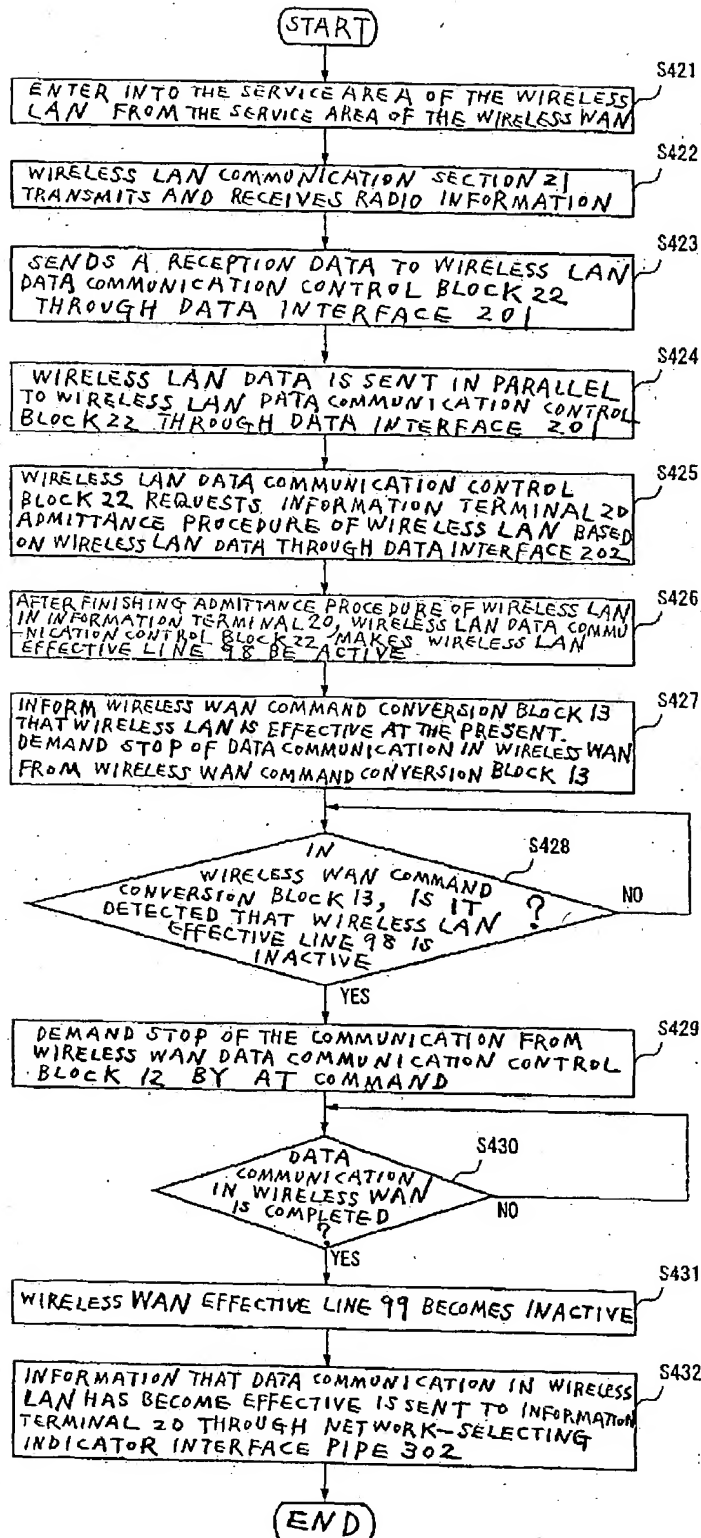 START
S421
ENTER INTO THE SERVICE AREA OF THE WIRELESS
LAN FROM THE SERVICE AREA OF THE WIRELESS WAN
S422
WIRELESS LAN COMMUNICATION SECTION 21
TRANSMITS AND RECEIVES RADIO INFORMATION
S423
SENDS A RECEPTION DATA TO WIRELESS LAN
DATA COMMUNICATION CONTROL BLOCK 22
THROUGH DATA INTERFACE 201
S424
WIRELESS LAN DATA IS SENT IN PARALLEL
TO WIRELESS LAN DATA COMMUNICATION CONTROL
BLOCK 22 THROUGH DATA INTERFACE 201
S425
WIRELESS LAN DATA COMMUNICATION CONTROL
BLOCK 22 REQUESTS INFORMATION TERMINAL 20
ADMITTANCE PROCEDURE OF WIRELESS LAN BASED
ON WIRELESS LAN DATA THROUGH DATA INTERFACE 202
S426
AFTER FINISHING ADMITTANCE PROCEDURE OF WIRELESS LAN
IN INFORMATION TERMINAL 20, WIRELESS LAN DATA COMMU
-NICATION CONTROL BLOCK 22 MAKES WIRELESS LAN
EFFECTIVE LINE 98 BE ACTIVE
S427
INFORM WIRELESS WAN COMMAND CONVERSION BLOCK 13
THAT WIRELESS LAN IS EFFECTIVE AT THE PRESENT.
DEMAND STOP OF DATA COMMUNICATION IN WIRELESS WAN
FROM WIRELESS WAN COMMAND CONVERSION BLOCK 13
S428
IN
WIRELESS WAN COMMAND
CONVERSION BLOCK 13, IS IT
DETECTED THAT WIRELESS LAN
EFFECTIVE LINE 98 IS
INACTIVE
?
NO
YES
S429
DEMAND STOP OF THE COMMUNICATION FROM
WIRELESS WAN DATA COMMUNICATION CONTROL
BLOCK 12 BY AT COMMAND
S430
DATA
COMMUNICATION
IN WIRELESS WAN
IS COMPLETED
?
NO
YES
S431
WIRELESS WAN EFFECTIVE LINE 99 BECOMES INACTIVE
S432
INFORMATION THAT DATA COMMUNICATION IN WIRELESS
LAN HAS BECOME EFFECTIVE IS SENT TO INFORMATION
TERMINAL 20 THROUGH NETWORK-SELECTING
INDICATOR INTERFACE PIPE 302
END